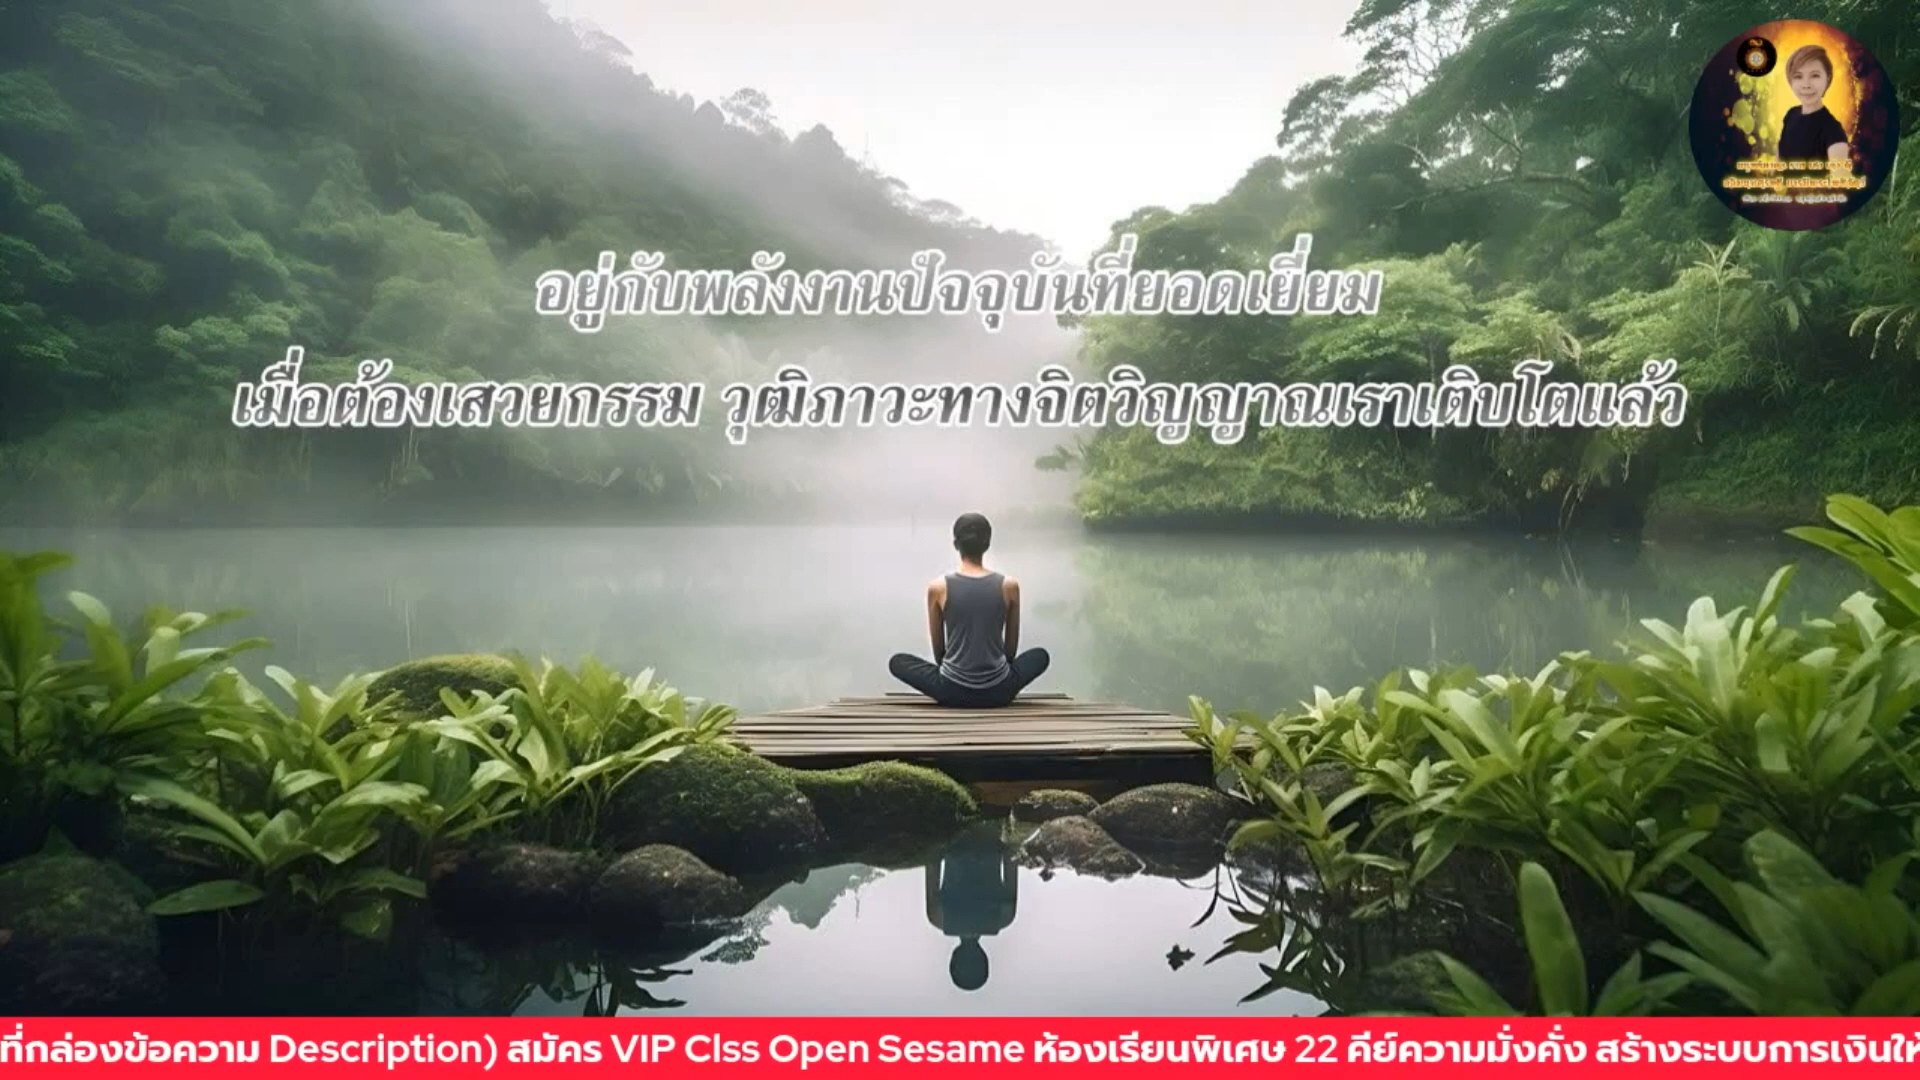 อยู่กับพลังงานปัจจุบันที่ยอดเยี่ยม
เมื่อต้องเสวยกรรม วุฒิภาวะทางจิตวิญญาณเราเติบโตแล้ว
ที่กล่องข้อความ Description) สมัคร VIP Clss Open Sesame ห้องเรียนพิเศษ 22 คีย์ความมั่งคั่ง สร้างระบบการเงินให้